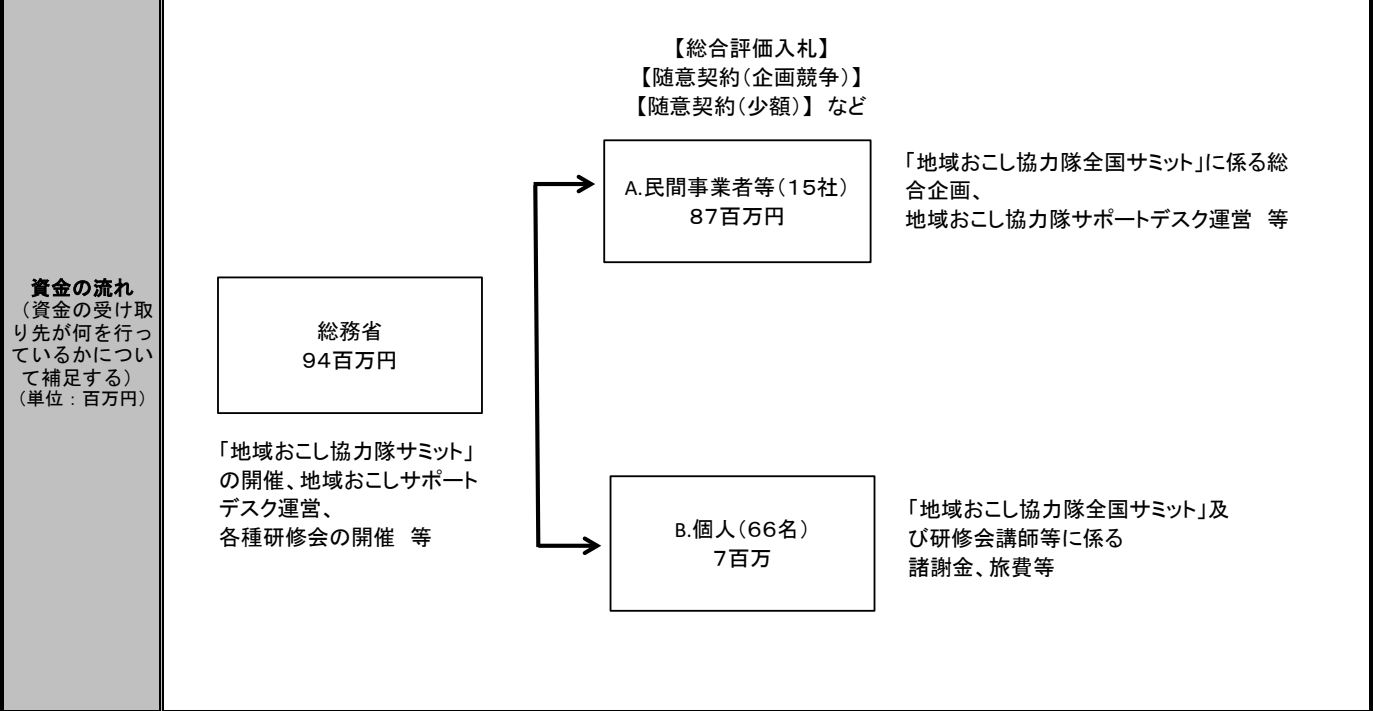 資金の流れ
（資金の受け取
り先が何を行っ
ているかについ
て補足する）
（単位：百万円）
総務省
９４百万円
「地域おこし協力隊サミット」
の開催、地域おこしサポート
デスク運営、
各種研修会の開催　等
【総合評価入札】
【随意契約（企画競争）】
【随意契約（少額）】 など
A.民間事業者等（１５社）
８７百万円
「地域おこし協力隊全国サミット」に係る総
合企画、
地域おこし協力隊サポートデスク運営　等
B.個人（６６名）
７百万
「地域おこし協力隊全国サミット」及
び研修会講師等に係る
諸謝金、旅費等